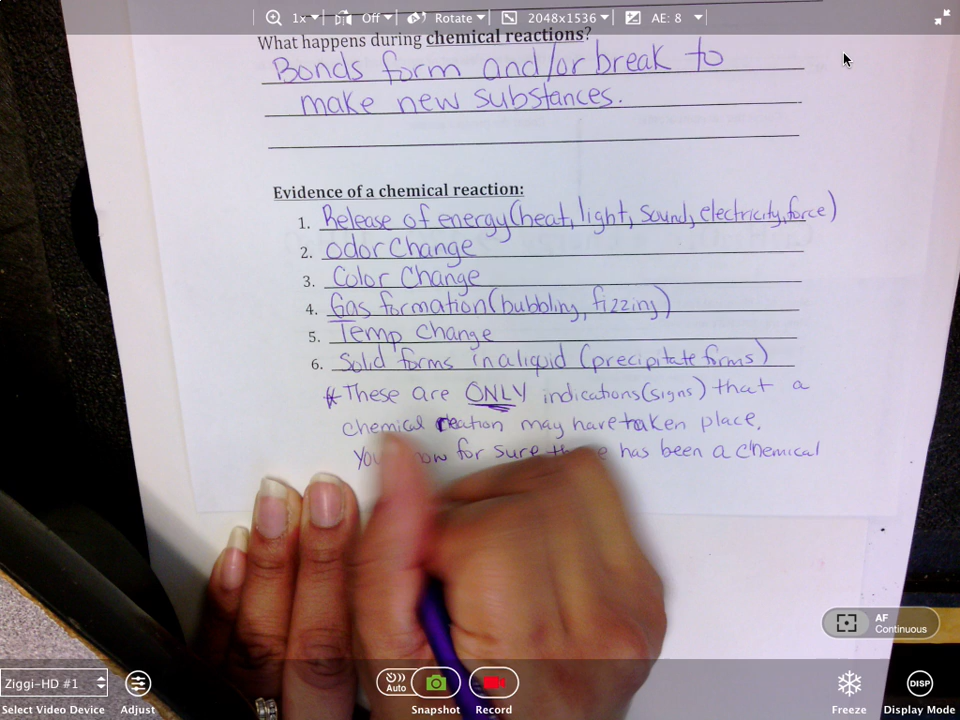 1x Off Rotate 2048x1536 AE: 8
What happens during chemical reactions?
Bonds form and/or break to
make new substances.
Evidence of a chemical reaction:
1. Release of energy (heat, light, sound, electricity, force)
2. odor change
3. Color Change
4. Gas formation (bubbling, fizzing)
5. Temp change
6. Solid forms in a liquid (precipitate forms)
*These are ONLY indications (signs) that a
chemical reation may have taken place.
for sure has been a chemical
AF
Continuous
Ziggi-HD #1
Auto
DISP
Select Video Device Adjust Snapshot Record Freeze Display Mode